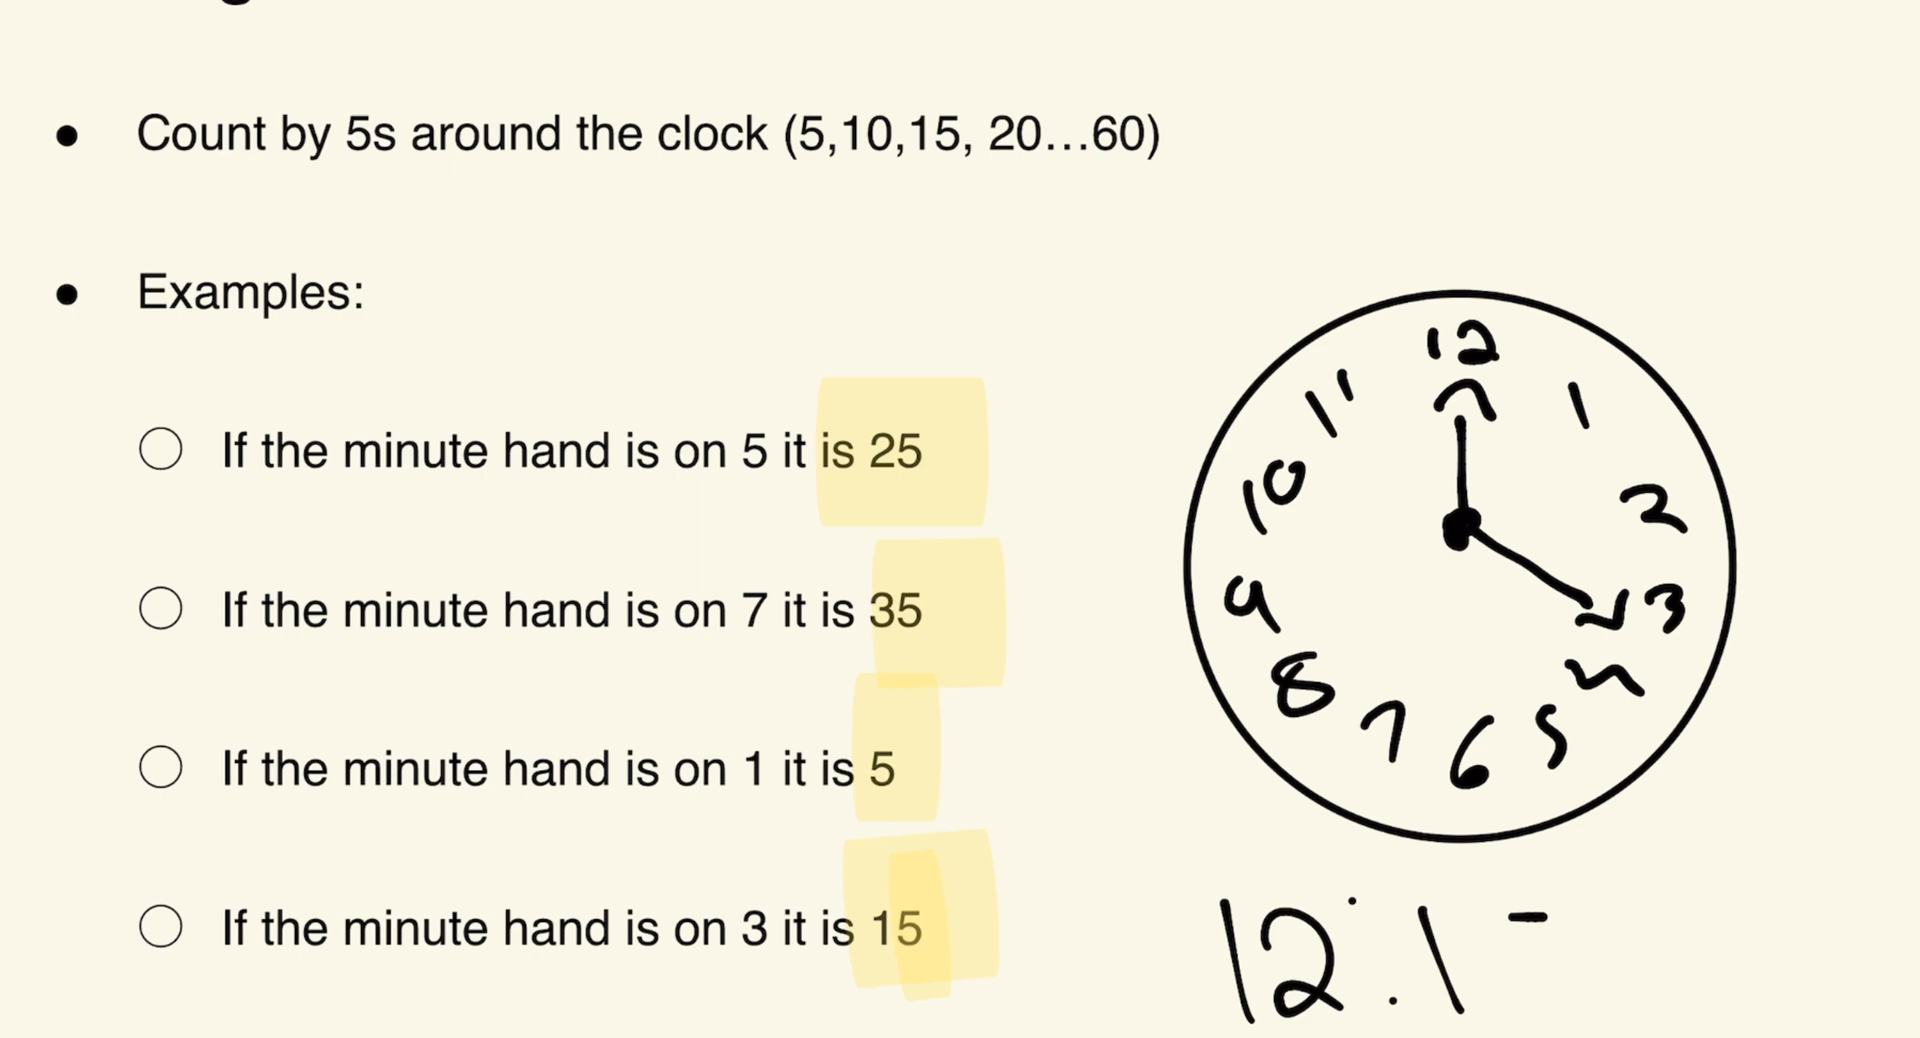 • Count by 5s around the clock (5,10,15, 20…60)
• Examples:
○ If the minute hand is on 5 it is 25
○ If the minute hand is on 7 it is 35
○ If the minute hand is on 1 it is 5
○ If the minute hand is on 3 it is 15
12
11
1
10
2
9
3
8
4
7
6
5
12:1